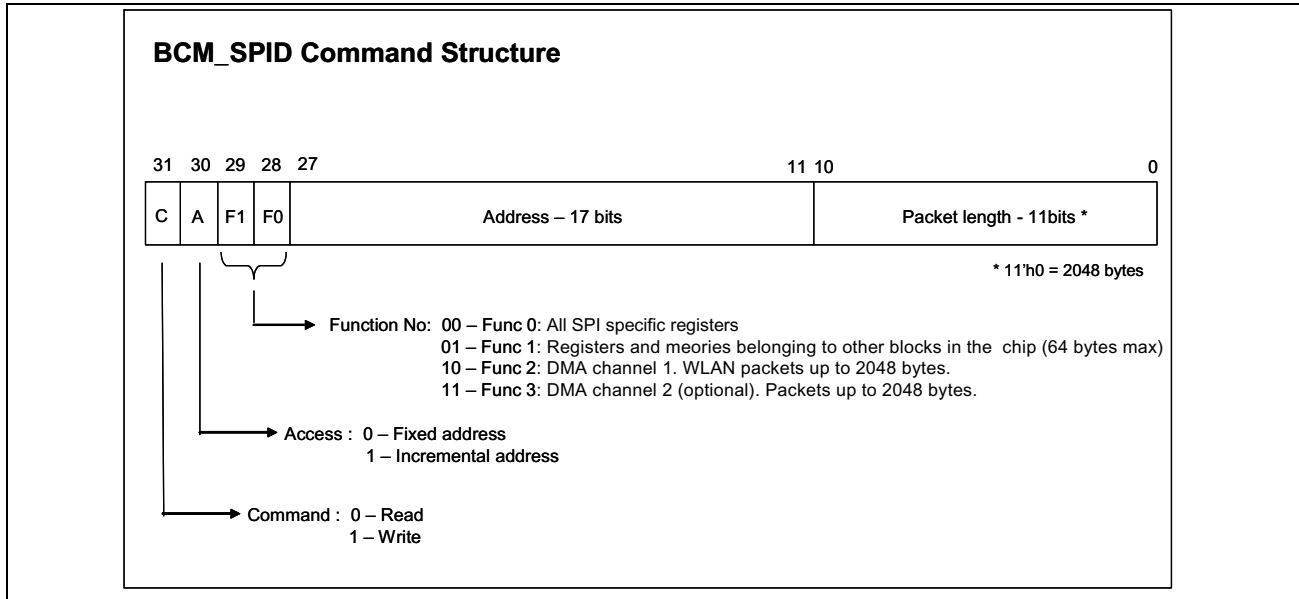 BCM_SPID Command Structure
31 30 29 28 27 11 10 0
C A F1 F0 Address – 17 bits Packet length - 11bits *
* 11'h0 = 2048 bytes
Function No: 00 – Func 0: All SPI specific registers
01 – Func 1: Registers and meories belonging to other blocks in the chip (64 bytes max)
10 – Func 2: DMA channel 1. WLAN packets up to 2048 bytes.
11 – Func 3: DMA channel 2 (optional). Packets up to 2048 bytes.
Access : 0 – Fixed address
1 – Incremental address
Command : 0 – Read
1 – Write